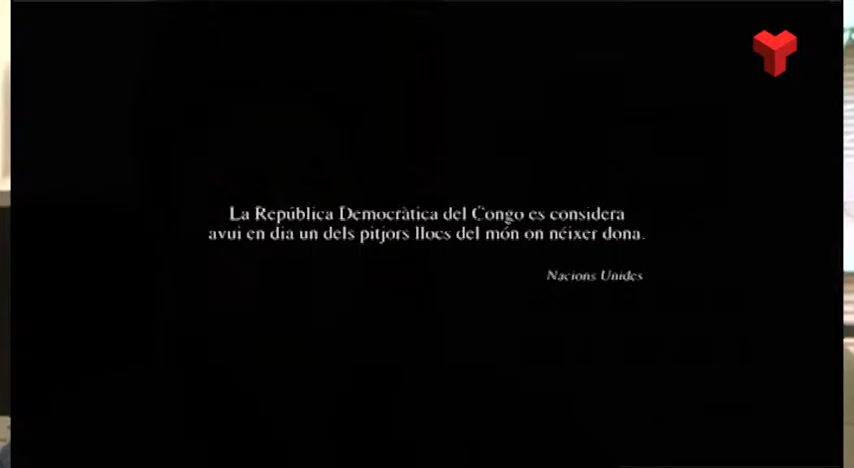 La República Democràtica del Congo es considera
avui en dia un dels pitjors llocs del món on néixer dona.
Nacions Unides